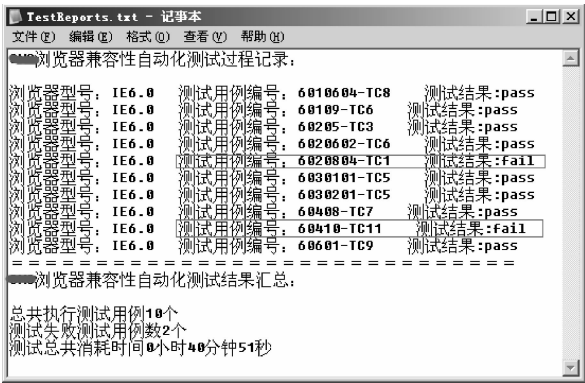 TestReports.txt - 记事本
文件(F) 编辑(E) 格式(O) 查看(V) 帮助(H)
浏览器兼容性自动化测试过程记录:
浏览器型号: IE6.0 测试用例编号: 6010604-TC8 测试结果:pass
浏览器型号: IE6.0 测试用例编号: 60109-TC6 测试结果:pass
浏览器型号: IE6.0 测试用例编号: 60205-TC3 测试结果:pass
浏览器型号: IE6.0 测试用例编号: 6020602-TC6 测试结果:pass
浏览器型号: IE6.0 测试用例编号: 6020804-TC1 测试结果:fail
浏览器型号: IE6.0 测试用例编号: 6030101-TC5 测试结果:pass
浏览器型号: IE6.0 测试用例编号: 6030201-TC5 测试结果:pass
浏览器型号: IE6.0 测试用例编号: 60408-TC7 测试结果:pass
浏览器型号: IE6.0 测试用例编号: 60410-TC11 测试结果:fail
浏览器型号: IE6.0 测试用例编号: 60601-TC9 测试结果:pass
浏览器兼容性自动化测试结果汇总:
总共执行测试用例10个
测试失败测试用例数2个
测试总共消耗时间0小时40分钟51秒